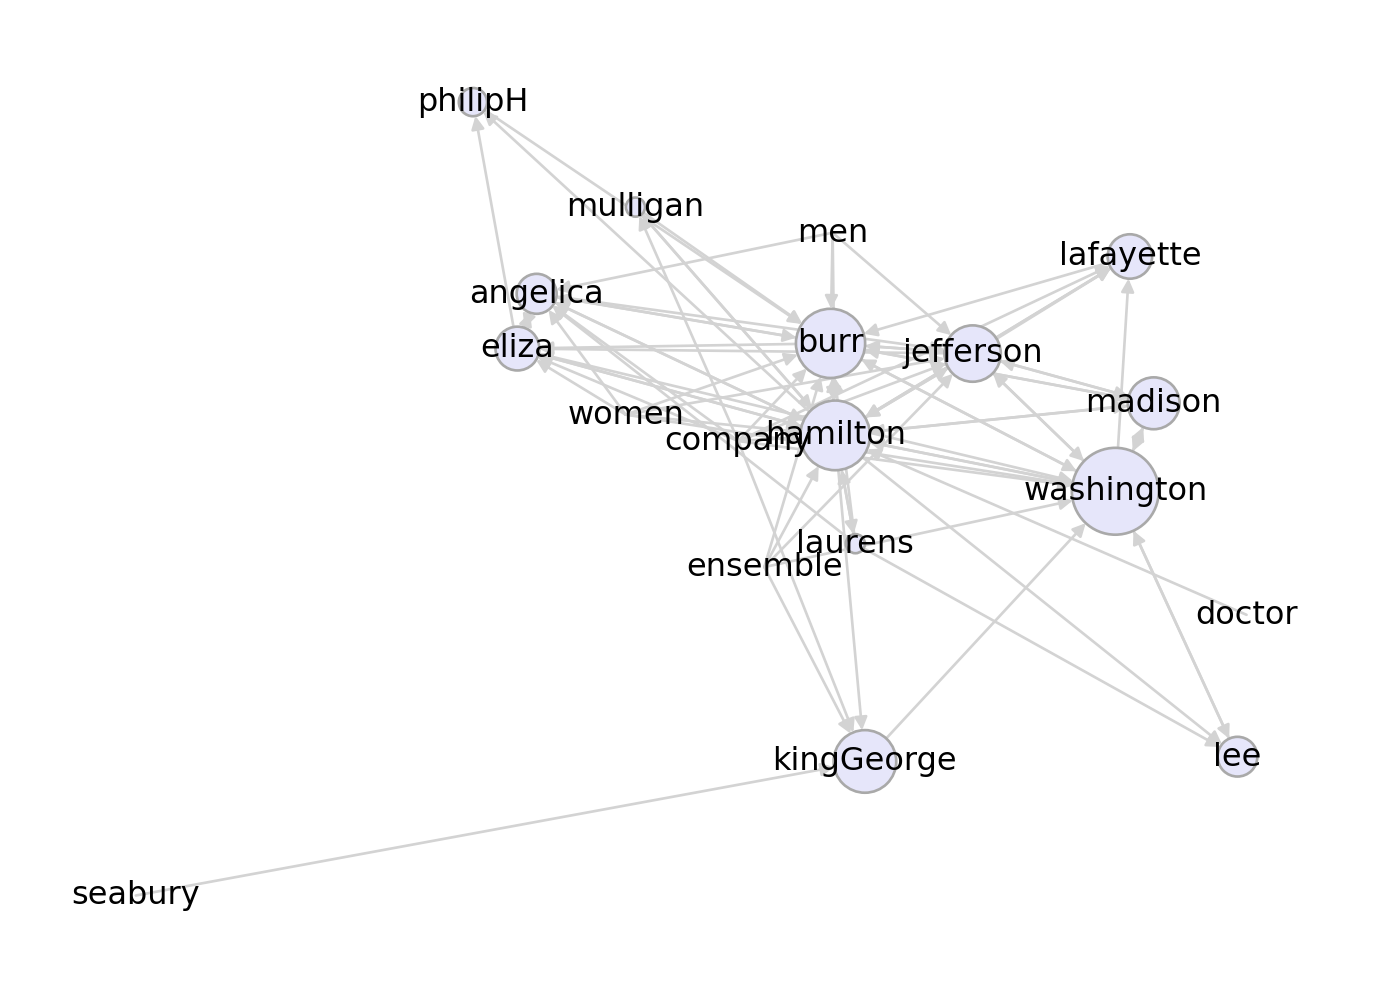 philipH
mulligan
men
lafayette
angelica
burr
eliza
jefferson
madison
women
company
hamilton
washington
laurens
ensemble
doctor
lee
kingGeorge
seabury